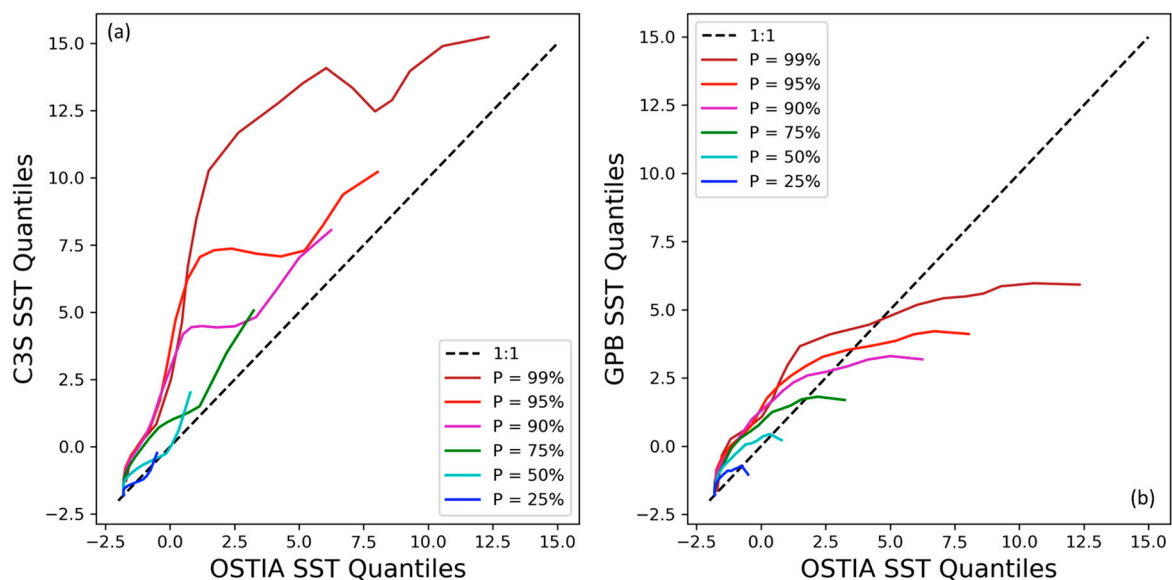 (a)
15.0
12.5
10.0
7.5
5.0
2.5
0.0
−2.5
C3S SST Quantiles
1:1
P = 99%
P = 95%
P = 90%
P = 75%
P = 50%
P = 25%
−2.5 0.0 2.5 5.0 7.5 10.0 12.5 15.0
OSTIA SST Quantiles
15.0
12.5
10.0
7.5
5.0
2.5
0.0
−2.5
GPB SST Quantiles
1:1
P = 99%
P = 95%
P = 90%
P = 75%
P = 50%
P = 25%
(b)
−2.5 0.0 2.5 5.0 7.5 10.0 12.5 15.0
OSTIA SST Quantiles